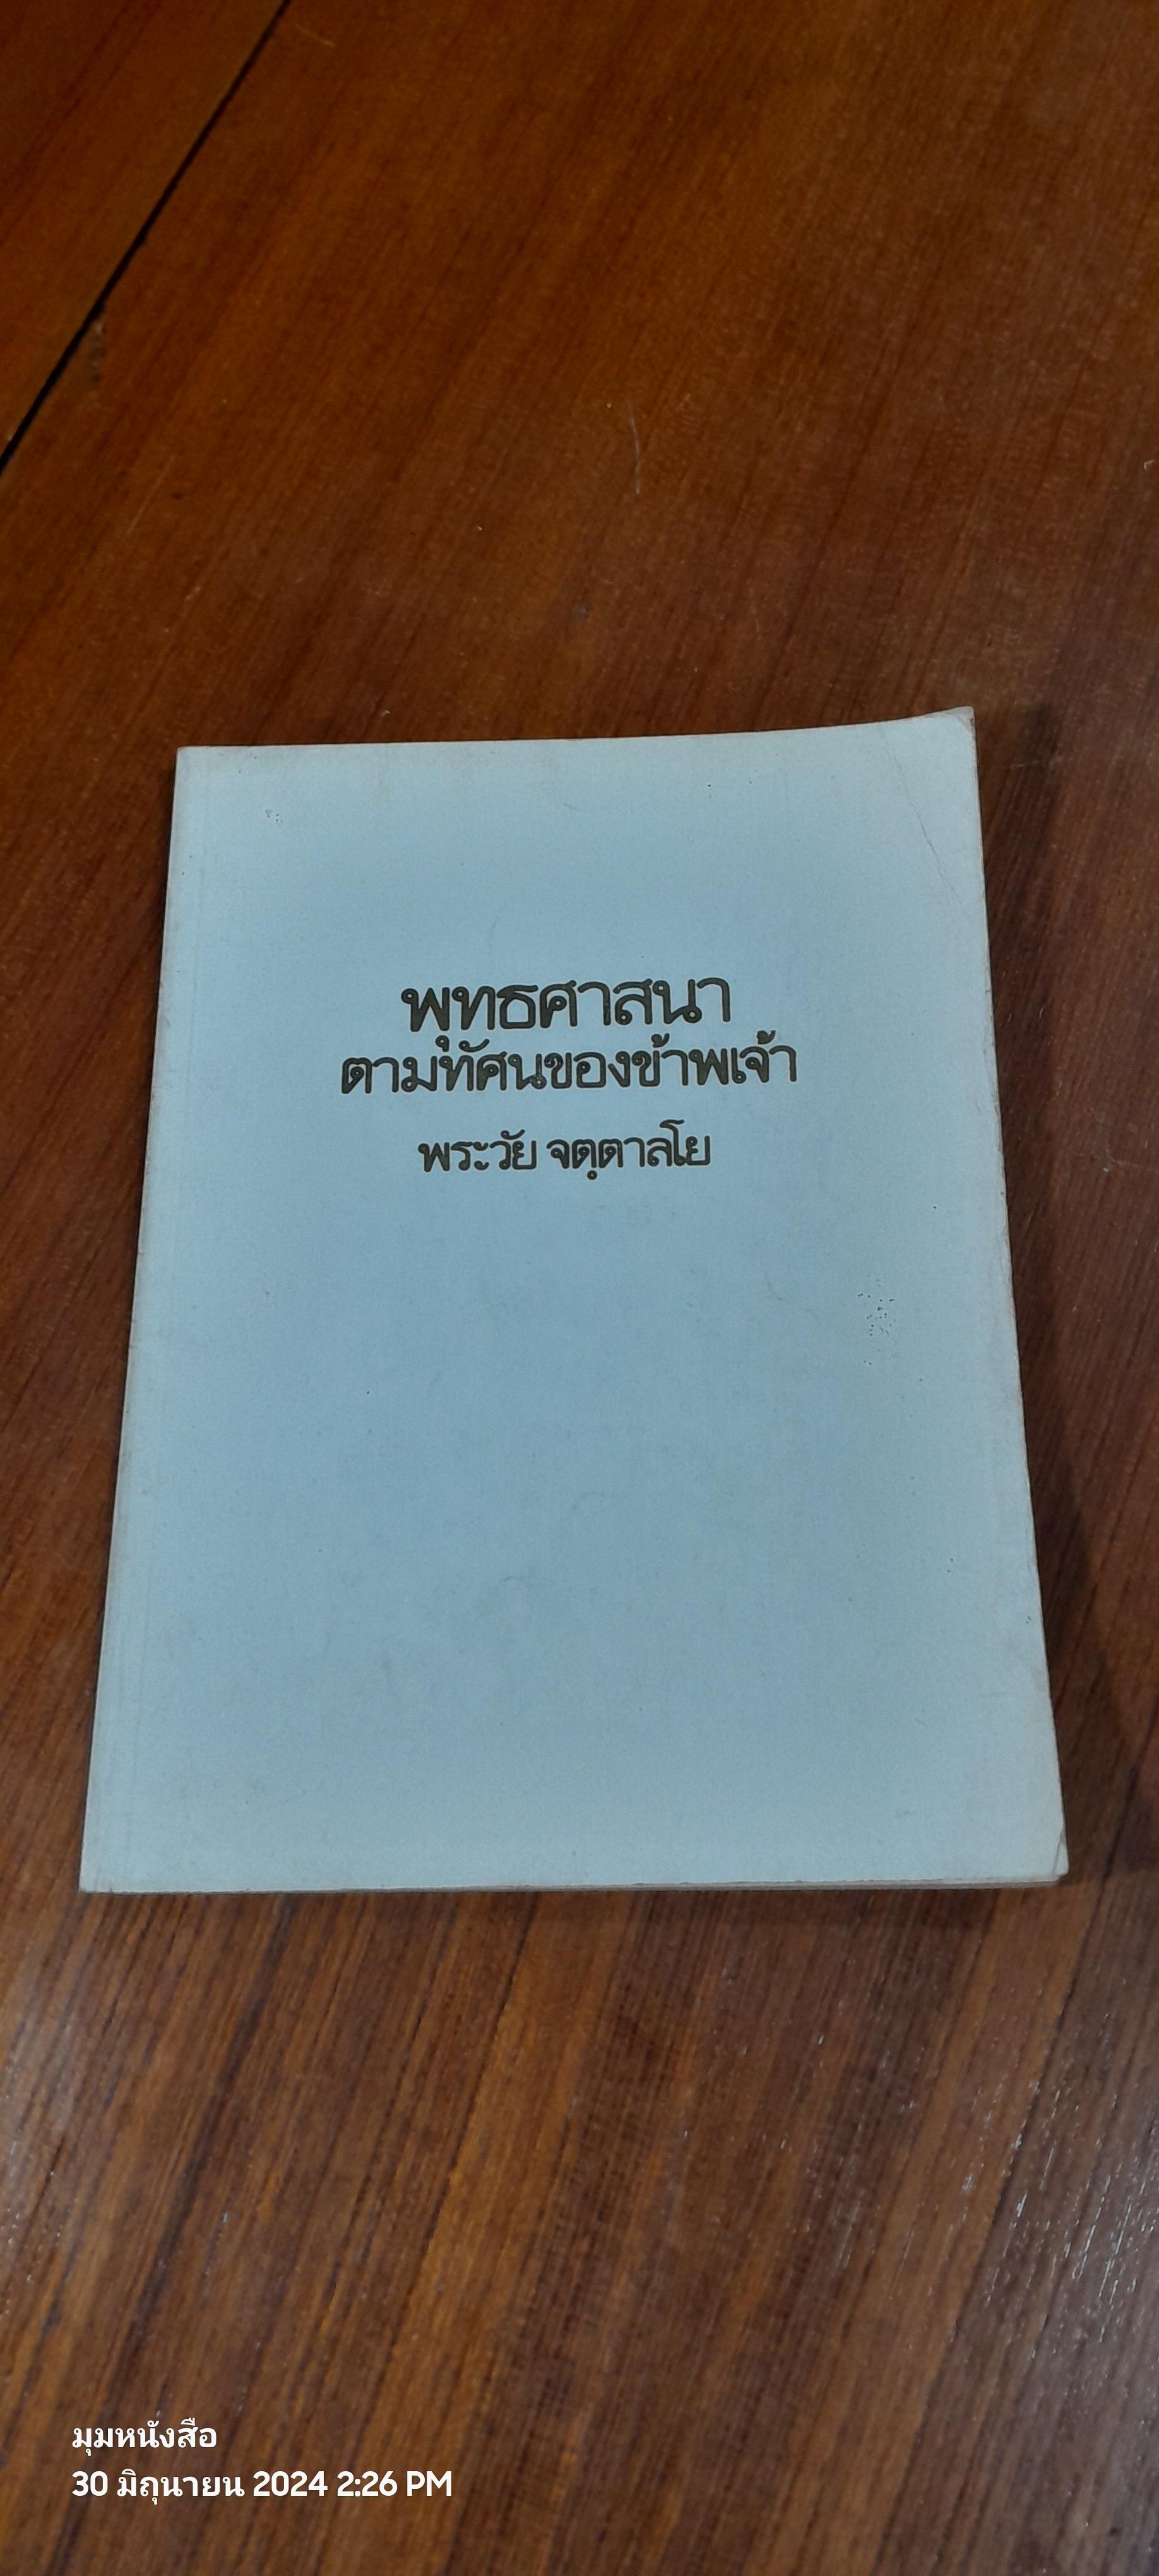 พุทธศาสนา
ตามทัศนของข้าพเจ้า
พระวัย จตฺตาลโย
มุมหนังสือ
30 มิถุนายน 2024 2:26 PM